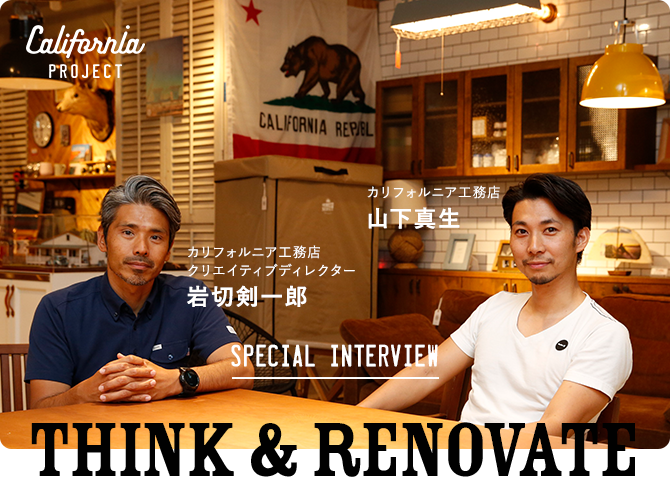 California
PROJECT
CALIFORNIA REPUBL
カリフォルニア工務店
山下真生
カリフォルニア工務店
クリエイティブディレクター
岩切剣一郎
SPECIAL INTERVIEW
THINK & RENOVATE